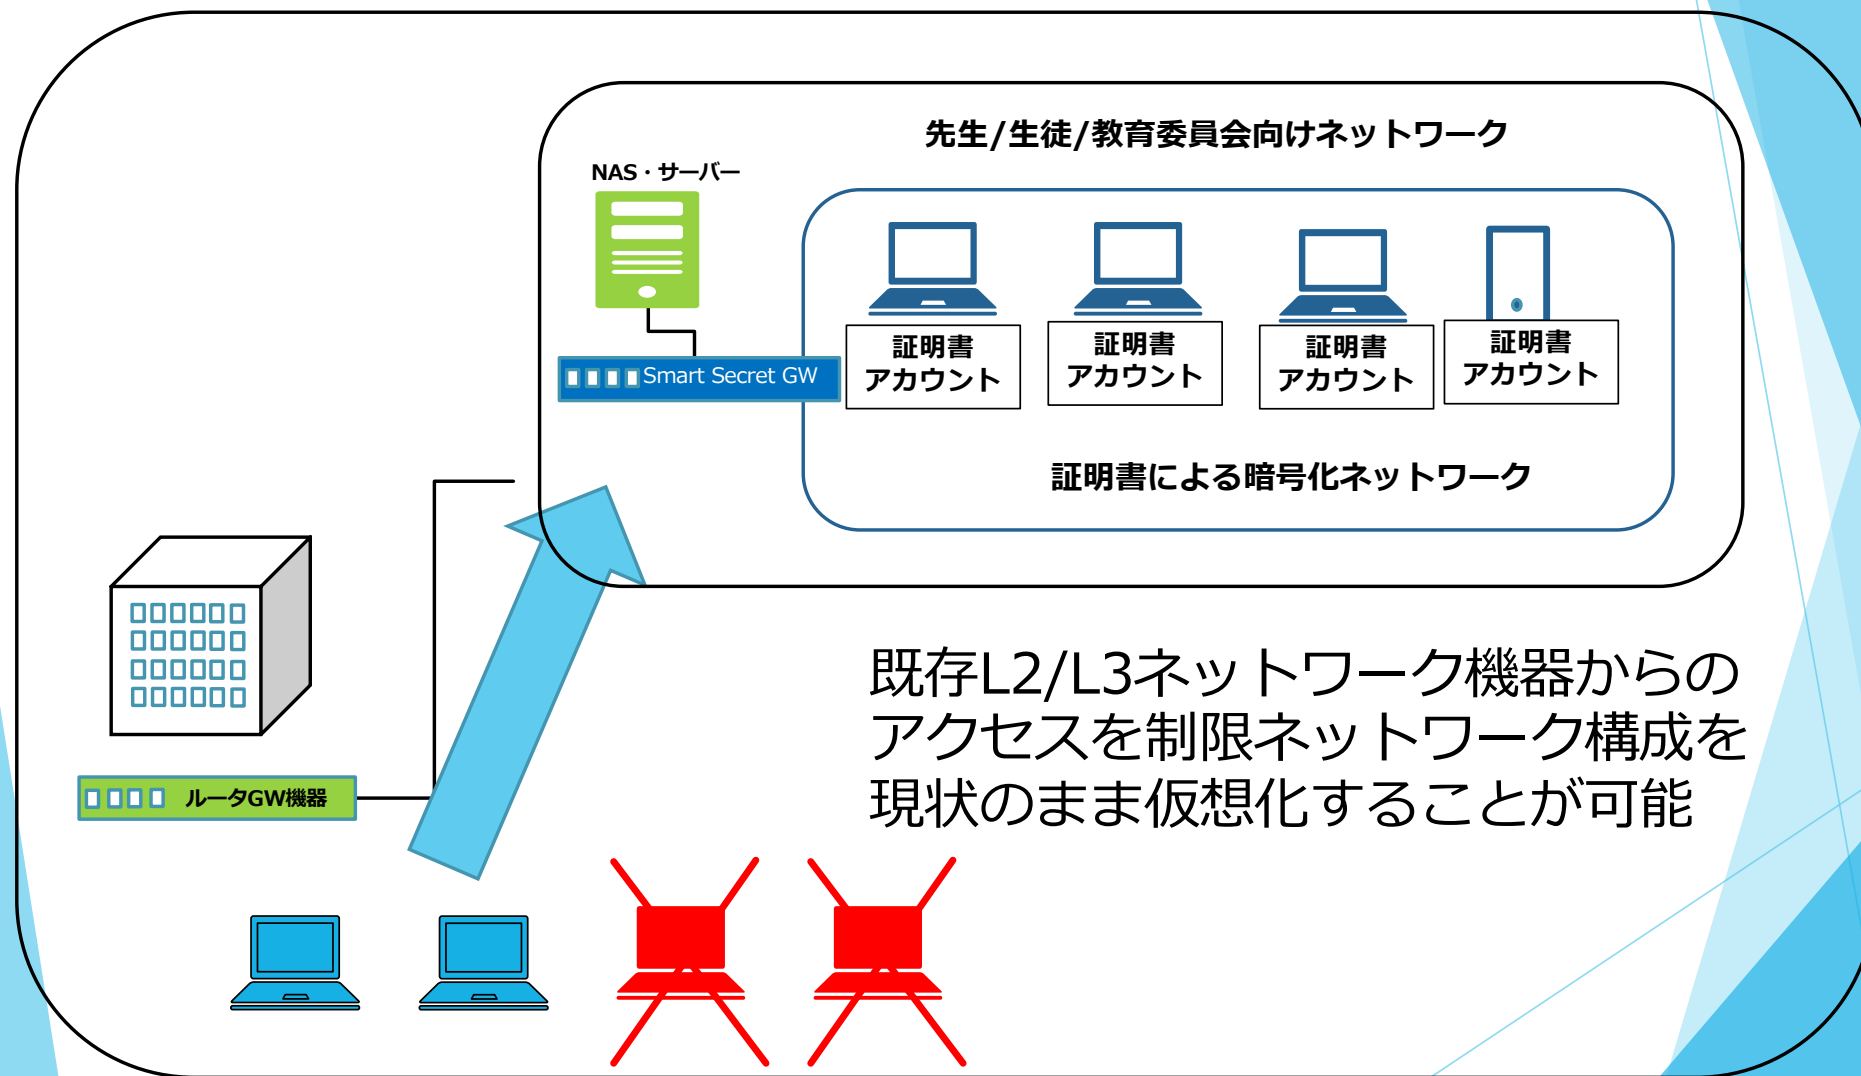 先生/生徒/教育委員会向けネットワーク
NAS・サーバー
Smart Secret GW
証明書
アカウント
証明書
アカウント
証明書
アカウント
証明書
アカウント
証明書による暗号化ネットワーク
ルータGW機器
既存L2/L3ネットワーク機器からの
アクセスを制限ネットワーク構成を
現状のまま仮想化することが可能